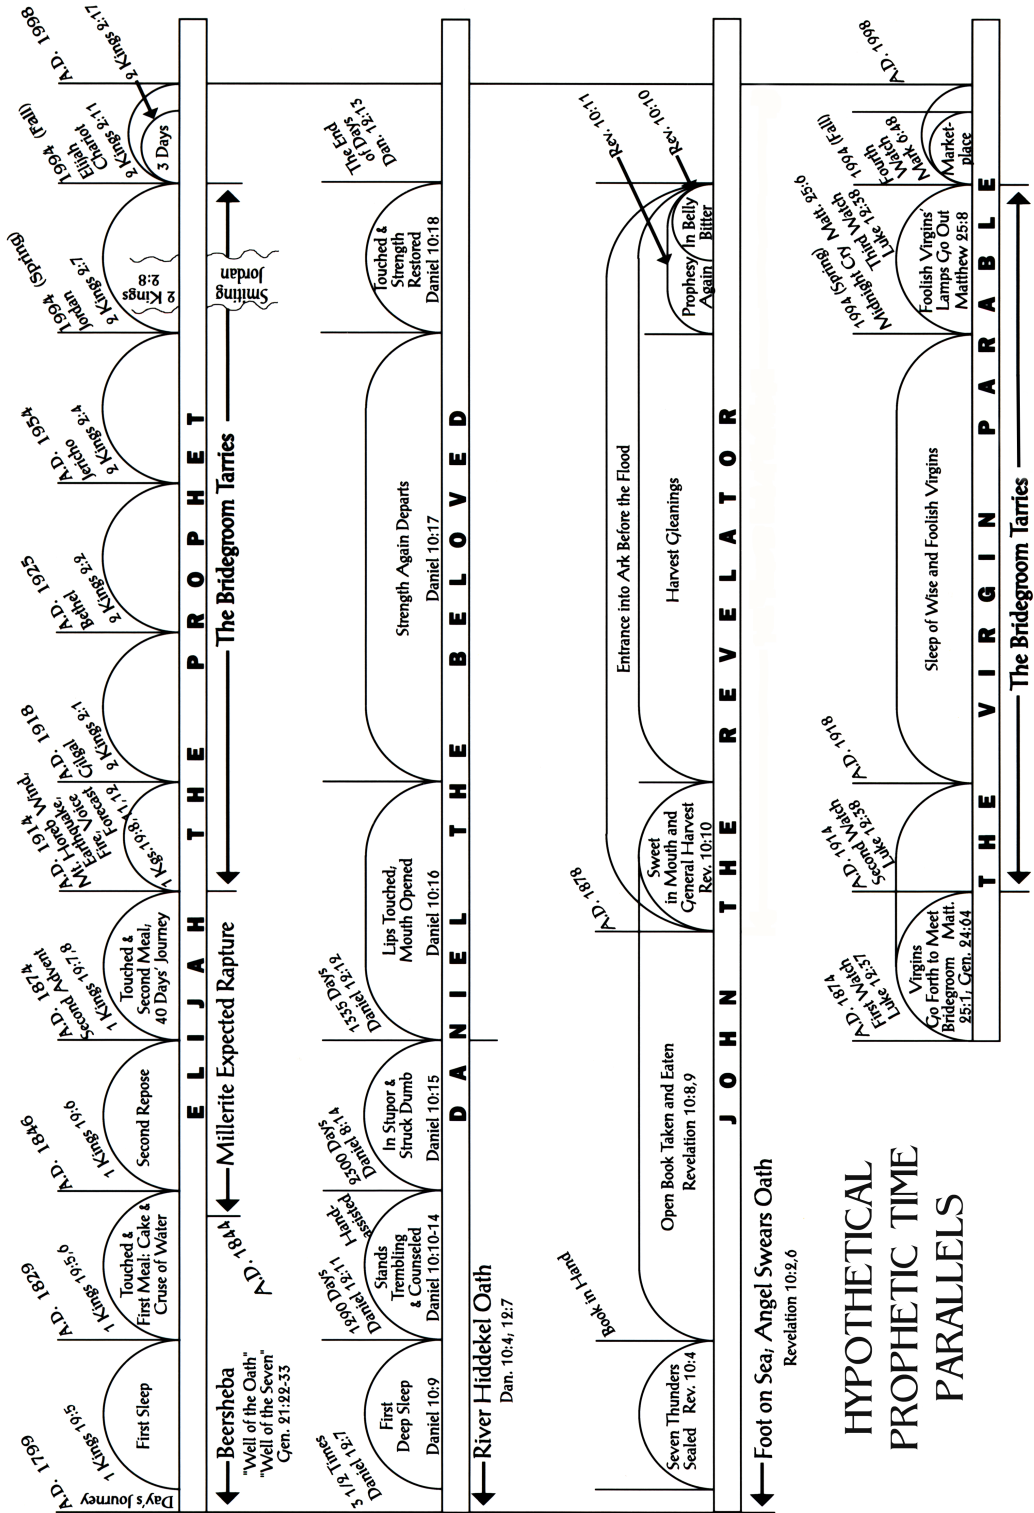 A.D. 1799
1 Kings 19:5
A.D. 1829
1 Kings 19:5,6
A.D. 1846
1 Kings 19:6
A.D. 1874
Second Advent
1 Kings 19:7,8
A.D. 1914
Mt. Horeb Wind,
Earthquake,
Fire, Voice
Forecast
1 Kgs. 19:8,11,12
A.D. 1918
Gilgal
2 Kings 2:1
A.D. 1925
Bethel
2 Kings 2:2
A.D. 1954
Jericho
2 Kings 2:4
1994 (Spring)
Jordan
2 Kings 2:7
1994 (Fall)
Elijah
Chariot
2 Kings 2:11
A.D. 1998
2 Kings 2:17
Day's Journey
First Sleep
Touched &
First Meal: Cake &
Cruse of Water
Second Repose
Touched &
Second Meal,
40 Days' Journey
2 Kings
2:8
Smiting
Jordan
3 Days
ELIJAH THE PROPHET
Beersheba
"Well of the Oath"
"Well of the Seven"
Gen. 21:22-33
A.D. 1844
Millerite Expected Rapture
The Bridegroom Tarries
3 1/2 Times
Daniel 12:7
1290 Days
Daniel 12:11
Hand-
assisted
2300 Days
Daniel 8:14
1335 Days
Daniel 12:12
The End
of Days
Dan. 12:13
First
Deep Sleep
Daniel 10:9
Stands
Trembling
& Counseled
Daniel 10:10-14
In Stupor &
Struck Dumb
Daniel 10:15
Lips Touched;
Mouth Opened
Daniel 10:16
Strength Again Departs
Daniel 10:17
Touched &
Strength
Restored
Daniel 10:18
DANIEL THE BELOVED
River Hiddekel Oath
Dan. 10:4; 12:7
Book in Hand
A.D. 1878
Rev. 10:11
Rev. 10:10
Seven Thunders
Sealed Rev. 10:4
Open Book Taken and Eaten
Revelation 10:8,9
Sweet
in Mouth and
General Harvest
Rev. 10:10
Entrance into Ark Before the Flood
Harvest Gleanings
Prophesy
Again
In Belly
Bitter
JOHN THE REVELATOR
Foot on Sea; Angel Swears Oath
Revelation 10:2,6
HYPOTHETICAL
PROPHETIC TIME
PARALLELS
A.D. 1874
First Watch
Luke 12:37
A.D. 1914
Second Watch
Luke 12:38
A.D. 1918
1994 (Spring)
Midnight Cry Matt. 25:6
Third Watch
Luke 12:38
1994 (Fall)
Fourth
Watch
Mark 6:48
A.D. 1998
Virgins
Go Forth to Meet
Bridegroom Matt.
25:1; Gen. 24:64
Sleep of Wise and Foolish Virgins
Foolish Virgins'
Lamps Go Out
Matthew 25:8
Market-
place
THE VIRGIN PARABLE
The Bridegroom Tarries